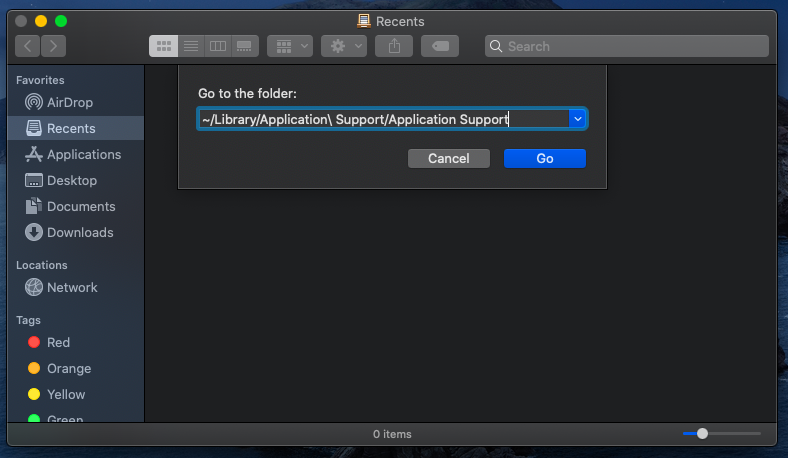 Recents
Search
Favorites
AirDrop
Recents
Applications
Desktop
Documents
Downloads
Locations
Network
Tags
Red
Orange
Yellow
Green
Go to the folder:
~/Library/Application\ Support/Application Support
Cancel
Go
0 items